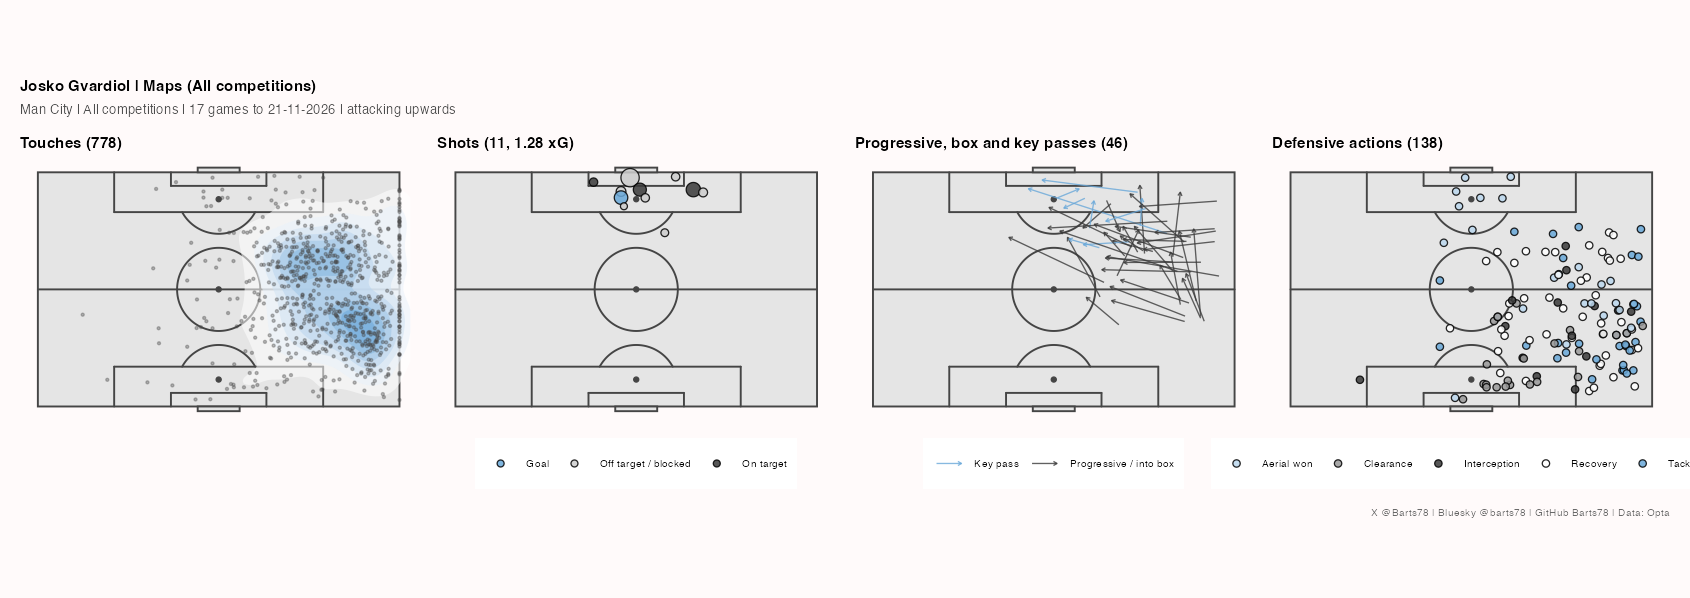 Josko Gvardiol | Maps (All competitions)
Man City | All competitions | 17 games to 21-11-2026 | attacking upwards
Touches (778)
Shots (11, 1.28 xG)
Progressive, box and key passes (46)
Defensive actions (138)
Goal
Off target / blocked
On target
Key pass
Progressive / into box
Aerial won
Clearance
Interception
Recovery
Tack
X @Barts78 | Bluesky @barts78 | GitHub Barts78 | Data: Opta